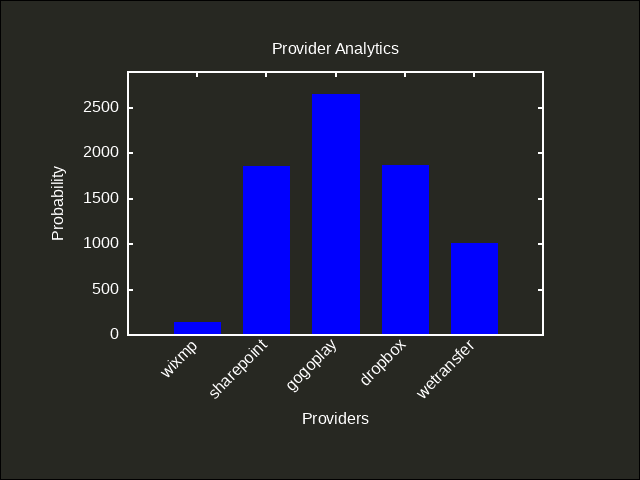 Provider Analytics
Probability
2500
2000
1500
1000
500
0
wixmp
sharepoint
gogoplay
dropbox
wetransfer
Providers